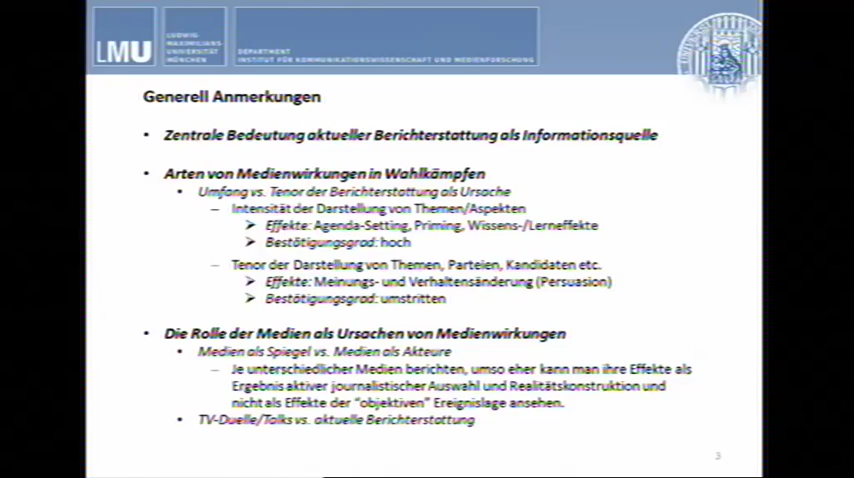 LMU
LUDWIG-
MAXIMILIANS-
UNIVERSITÄT
MÜNCHEN
DEPARTMENT
INSTITUT FÜR KOMMUNIKATIONSWISSENSCHAFT UND MEDIENFORSCHUNG
Generell Anmerkungen
• Zentrale Bedeutung aktueller Berichterstattung als Informationsquelle
• Arten von Medienwirkungen in Wahlkämpfen
• Umfang vs. Tenor der Berichterstattung als Ursache
– Intensität der Darstellung von Themen/Aspekten
➢ Effekte: Agenda-Setting, Priming, Wissens-/Lerneffekte
➢ Bestätigungsgrad: hoch
– Tenor der Darstellung von Themen, Parteien, Kandidaten etc.
➢ Effekte: Meinungs- und Verhaltensänderung (Persuasion)
➢ Bestätigungsgrad: umstritten
• Die Rolle der Medien als Ursachen von Medienwirkungen
• Medien als Spiegel vs. Medien als Akteure
– Je unterschiedlicher Medien berichten, umso eher kann man ihre Effekte als
Ergebnis aktiver journalistischer Auswahl und Realitätskonstruktion und
nicht als Effekte der "objektiven" Ereignislage ansehen.
• TV-Duelle/Talks vs. aktuelle Berichterstattung
3